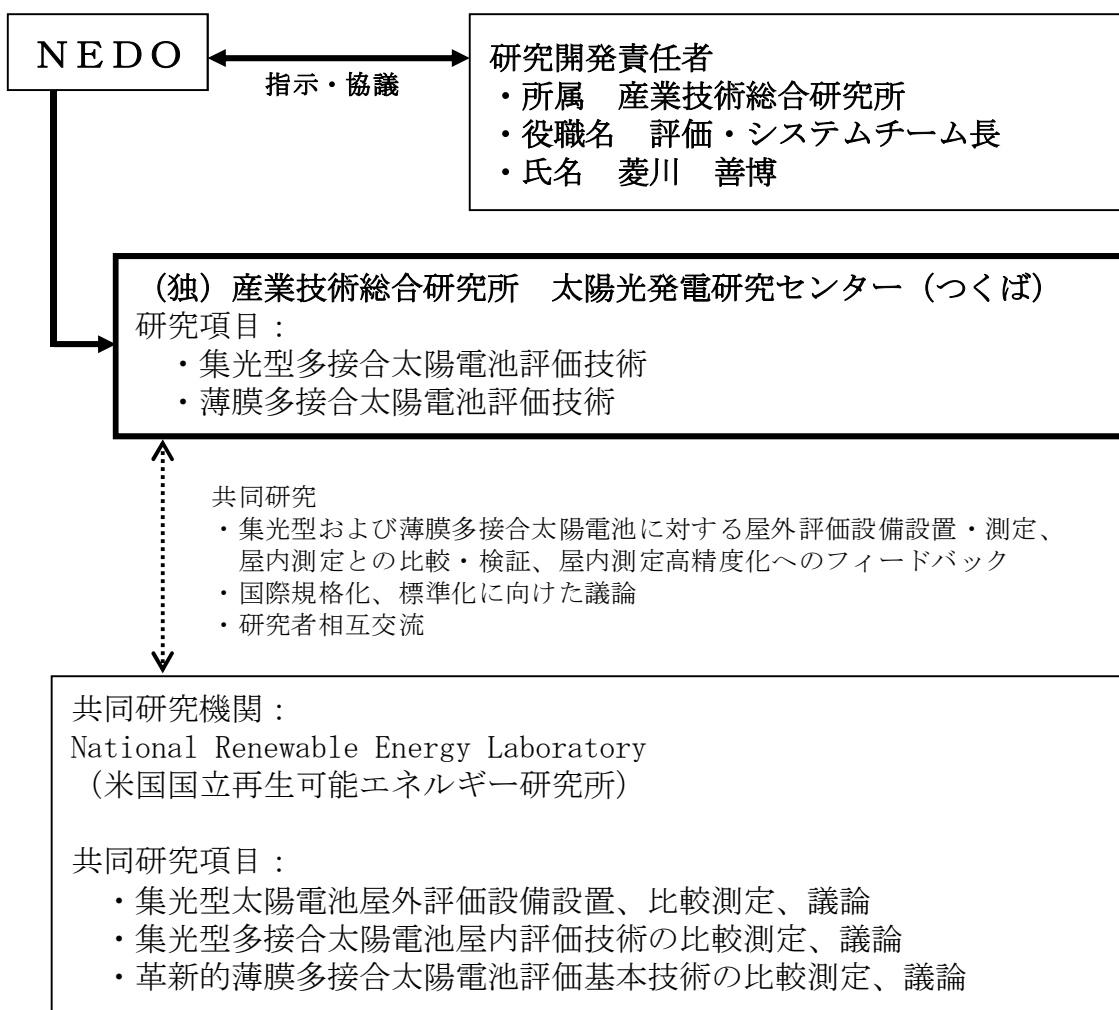 ＮＥＤＯ
指示・協議
研究開発責任者
・所属　産業技術総合研究所
・役職名　評価・システムチーム長
・氏名　菱川　善博
（独）産業技術総合研究所　太陽光発電研究センター（つくば）
研究項目：
・集光型多接合太陽電池評価技術
・薄膜多接合太陽電池評価技術
共同研究
・集光型および薄膜多接合太陽電池に対する屋外評価設備設置・測定、
屋内測定との比較・検証、屋内測定高精度化へのフィードバック
・国際規格化、標準化に向けた議論
・研究者相互交流
共同研究機関：
National Renewable Energy Laboratory
（米国国立再生可能エネルギー研究所）
共同研究項目：
・集光型太陽電池屋外評価設備設置、比較測定、議論
・集光型多接合太陽電池屋内評価技術の比較測定、議論
・革新的薄膜多接合太陽電池評価基本技術の比較測定、議論